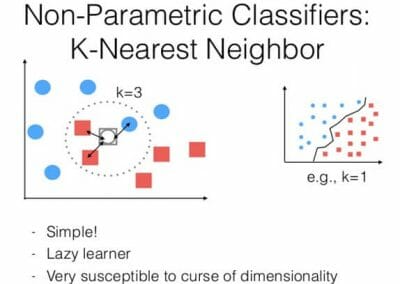 Non-Parametric Classifiers:
K-Nearest Neighbor
k=3
e.g., k=1
- Simple!
- Lazy learner
- Very susceptible to curse of dimensionality